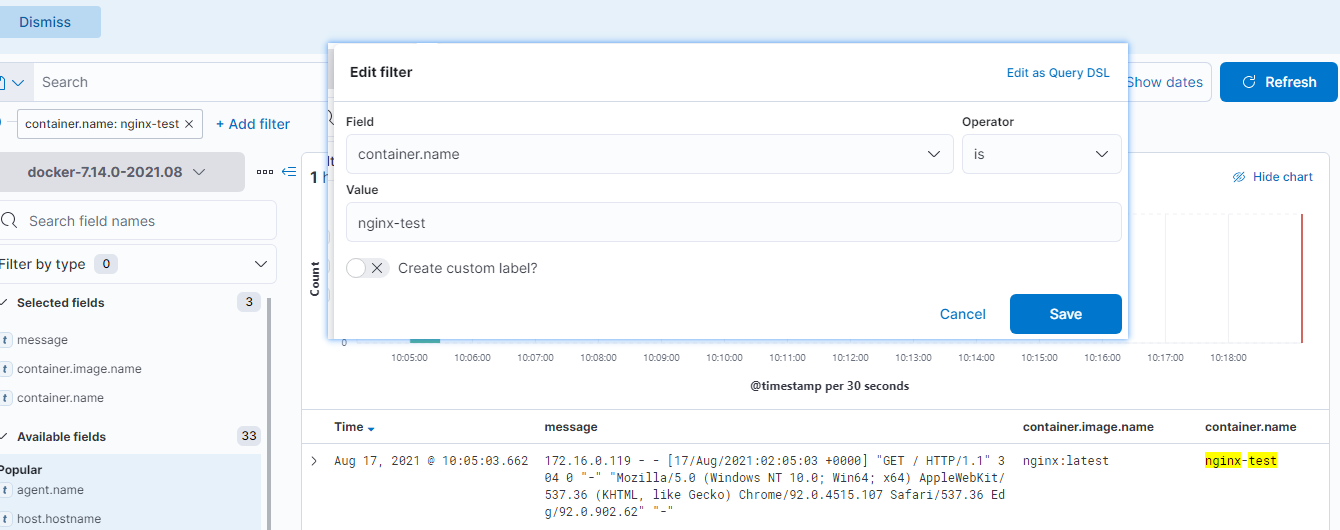 Dismiss
Edit filter
Edit as Query DSL
Search
Show dates
Refresh
container.name: nginx-test ×
+ Add filter
Field
Operator
container.name
is
docker-7.14.0-2021.08
1 h
Hide chart
Value
Search field names
nginx-test
Filter by type 0
Create custom label?
Count
Selected fields 3
Cancel
Save
t message
0
10:05:00 10:06:00 10:07:00 10:08:00 10:09:00 10:10:00 10:11:00 10:12:00 10:13:00 10:14:00 10:15:00 10:16:00 10:17:00 10:18:00
t container.image.name
@timestamp per 30 seconds
t container.name
Available fields 33
Time message container.image.name container.name
Popular
t agent.name
t host.hostname
Aug 17, 2021 @ 10:05:03.662
172.16.0.119 - - [17/Aug/2021:02:05:03 +0000] "GET / HTTP/1.1" 3
04 0 "-" "Mozilla/5.0 (Windows NT 10.0; Win64; x64) AppleWebKit/
537.36 (KHTML, like Gecko) Chrome/92.0.4515.107 Safari/537.36 Ed
g/92.0.902.62" "-"
nginx:latest
nginx-test